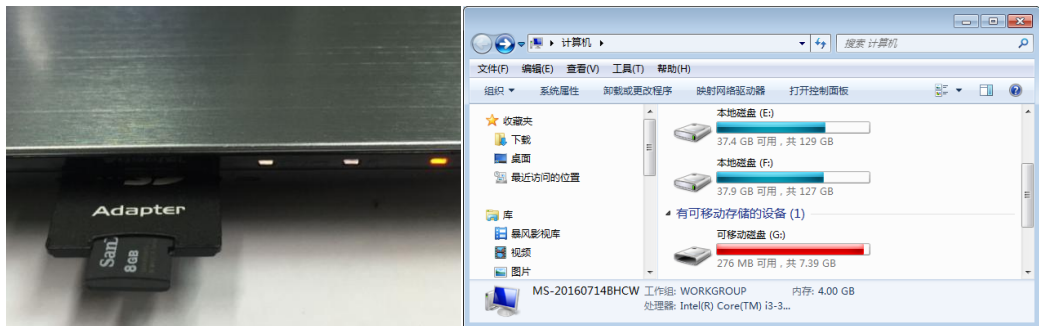 Adapter
San
8GB
计算机
搜索 计算机
文件(F) 编辑(E) 查看(V) 工具(T) 帮助(H)
组织 系统属性 卸载或更改程序 映射网络驱动器 打开控制面板
收藏夹
下载
桌面
最近访问的位置
库
暴风影视库
视频
图片
本地磁盘 (E:)
37.4 GB 可用，共 129 GB
本地磁盘 (F:)
37.9 GB 可用，共 127 GB
有可移动存储的设备 (1)
可移动磁盘 (G:)
276 MB 可用，共 7.39 GB
MS-20160714BHCW 工作组: WORKGROUP 内存: 4.00 GB
处理器: Intel(R) Core(TM) i3-3...